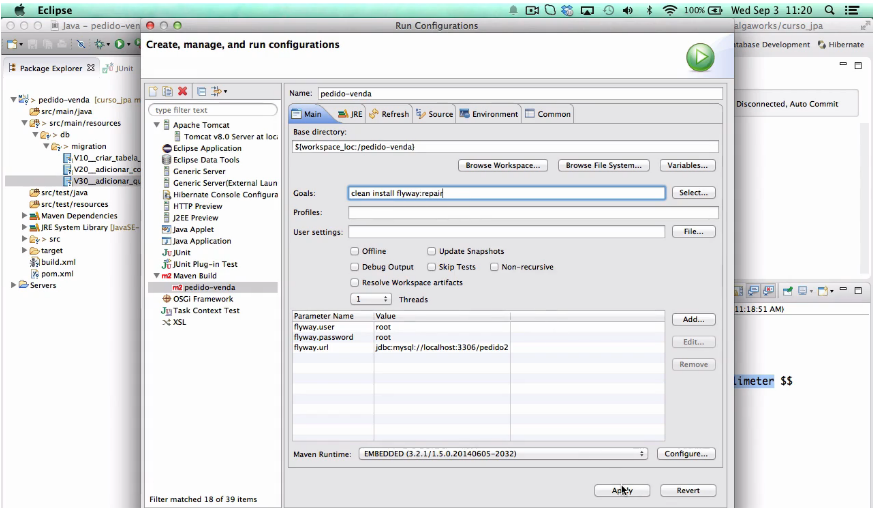 Eclipse
100%
Wed Sep 3 11:20
Java – pedido-ven
Run Configurations
algaworks/curso_jpa
Create, manage, and run configurations
atabase Development
Hibernate
Package Explorer
JUnit
> pedido-venda [curso_jpa m
src/main/java
> src/main/resources
> db
> migration
V10__criar_tabela_
V20__adicionar_co
V30__adicionar_qu
src/test/java
src/test/resources
Maven Dependencies
JRE System Library [JavaSE-
> src
target
build.xml
pom.xml
Servers
type filter text
Apache Tomcat
Tomcat v8.0 Server at loca
Eclipse Application
Eclipse Data Tools
Generic Server
Generic Server(External Laun
Hibernate Console Configura
HTTP Preview
J2EE Preview
Java Applet
Java Application
JUnit
JUnit Plug-in Test
Maven Build
pedido-venda
OSGi Framework
Task Context Test
XSL
Filter matched 18 of 39 items
Name: pedido-venda
Main
JRE
Refresh
Source
Environment
Common
Base directory:
${workspace_loc:/pedido-venda}
Browse Workspace...
Browse File System...
Variables...
Goals:
clean install flyway:repair
Select...
Profiles:
User settings:
File...
Offline
Update Snapshots
Debug Output
Skip Tests
Non-recursive
Resolve Workspace artifacts
1
Threads
Parameter Name
Value
flyway.user
root
flyway.password
root
flyway.url
jdbc:mysql://localhost:3306/pedido2
Add...
Edit...
Remove
Maven Runtime:
EMBEDDED (3.2.1/1.5.0.20140605-2032)
Configure...
Apply
Revert
Disconnected, Auto Commit
11:18:51 AM)
limeter $$